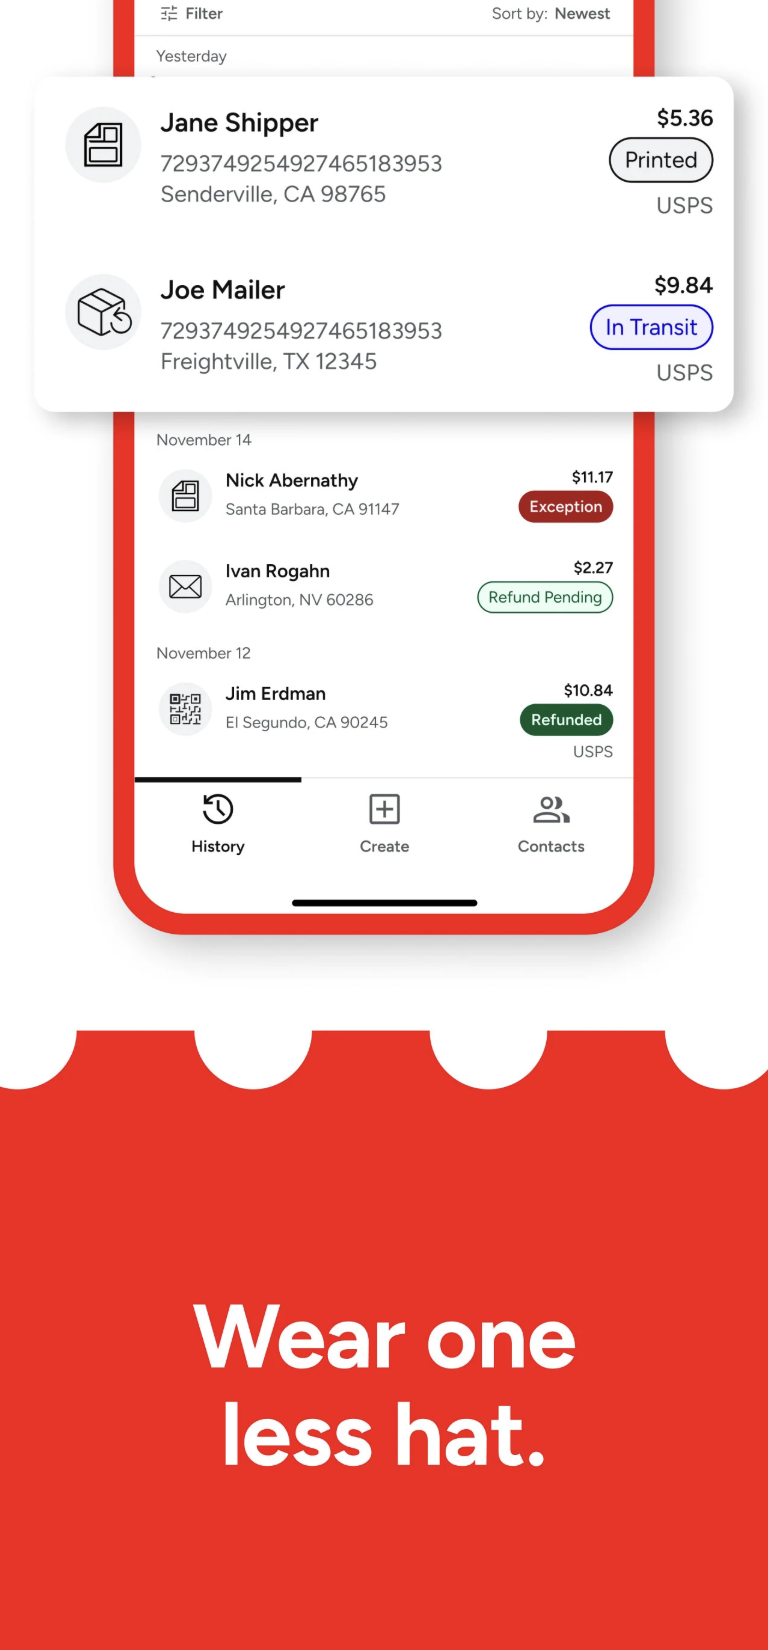 Filter
Sort by: Newest
Yesterday
Jane Shipper
$5.36
7293749254927465183953
Printed
Senderville, CA 98765
USPS
Joe Mailer
$9.84
7293749254927465183953
In Transit
Freightville, TX 12345
USPS
November 14
Nick Abernathy
$11.17
Santa Barbara, CA 91147
Exception
Ivan Rogahn
$2.27
Arlington, NV 60286
Refund Pending
November 12
Jim Erdman
$10.84
El Segundo, CA 90245
Refunded
USPS
History
Create
Contacts
Wear one
less hat.